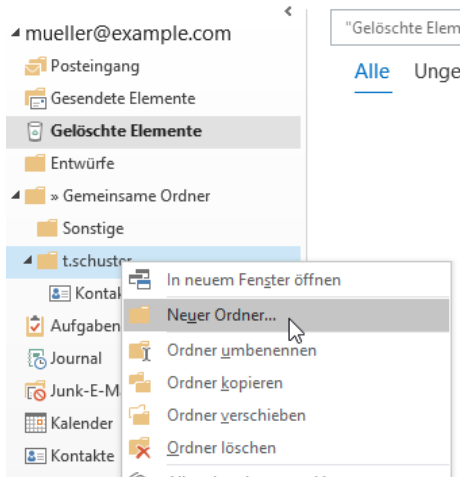 mueller@example.com
"Gelöschte Elem
Alle Unge
Posteingang
Gesendete Elemente
Gelöschte Elemente
Entwürfe
» Gemeinsame Ordner
Sonstige
t.schuster
In neuem Fenster öffnen
Kontak
Neuer Ordner...
Aufgaben
Ordner umbenennen
Journal
Ordner kopieren
Junk-E-M
Ordner verschieben
Kalender
Ordner löschen
Kontakte